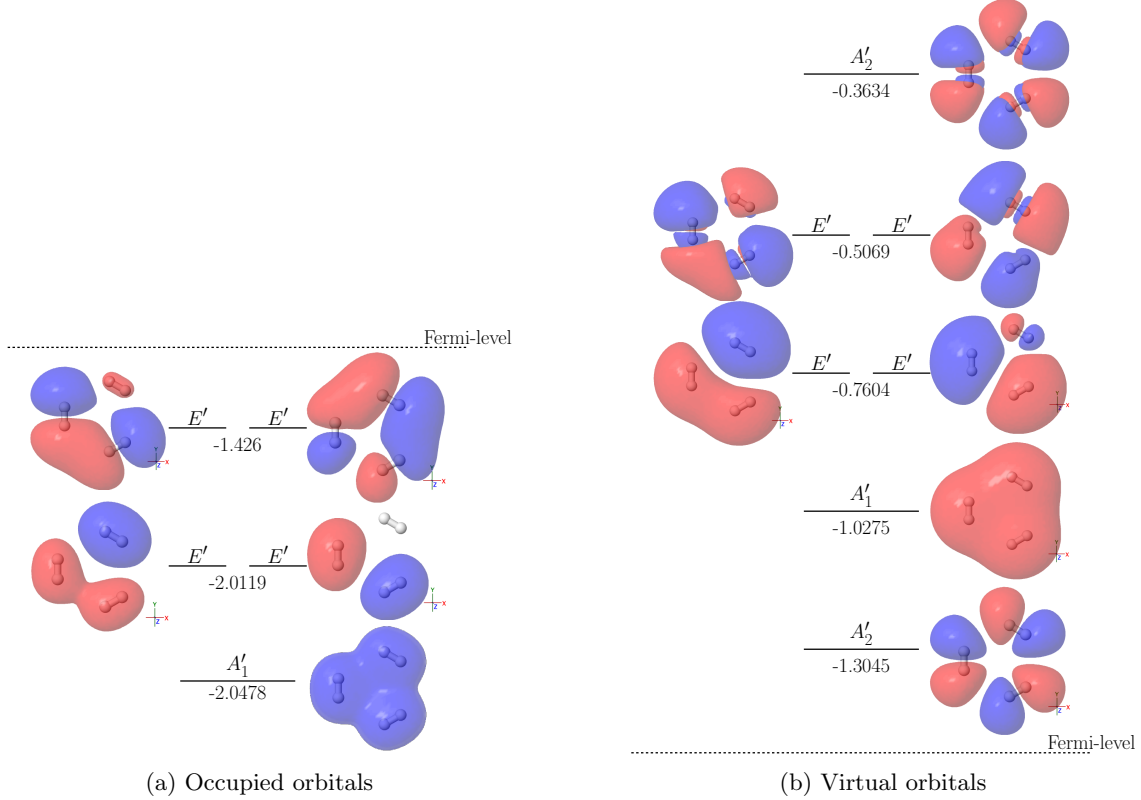 A′₂
-0.3634
E′ E′
-0.5069
Fermi-level
E′ E′
-0.7604
E′ E′
-1.426
A′₁
-1.0275
E′ E′
-2.0119
A′₂
-1.3045
A′₁
-2.0478
Fermi-level
(a) Occupied orbitals
(b) Virtual orbitals